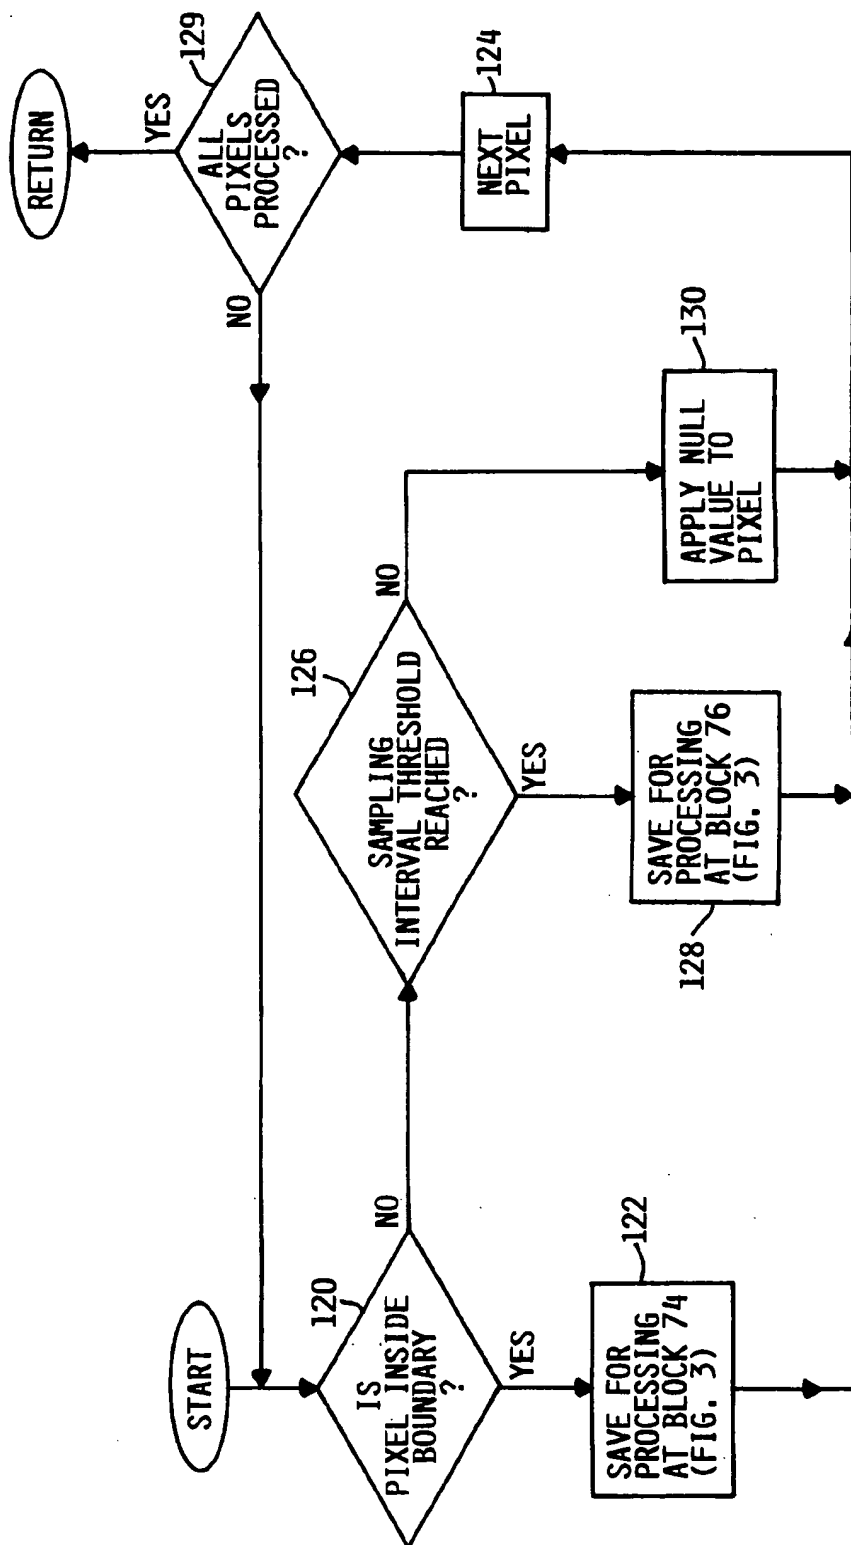 START
120
IS
PIXEL INSIDE
BOUNDARY
?
NO
YES
122
SAVE FOR
PROCESSING
AT BLOCK 74
(FIG. 3)
126
SAMPLING
INTERVAL THRESHOLD
REACHED
?
NO
YES
128
SAVE FOR
PROCESSING
AT BLOCK 76
(FIG. 3)
130
APPLY NULL
VALUE TO
PIXEL
124
NEXT
PIXEL
129
ALL
PIXELS
PROCESSED
?
NO
YES
RETURN